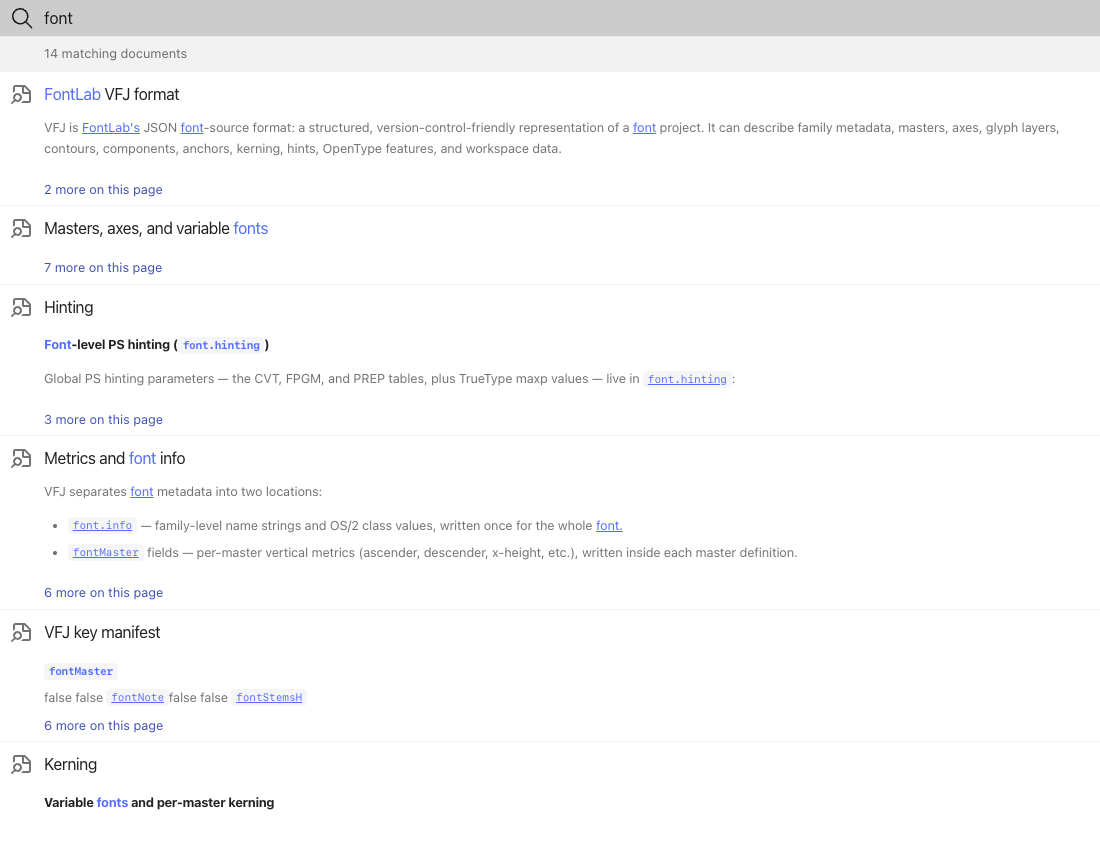 font
14 matching documents
FontLab VFJ format
VFJ is FontLab's JSON font-source format: a structured, version-control-friendly representation of a font project. It can describe family metadata, masters, axes, glyph layers,
contours, components, anchors, kerning, hints, OpenType features, and workspace data.
2 more on this page
Masters, axes, and variable fonts
7 more on this page
Hinting
Font-level PS hinting ( font.hinting )
Global PS hinting parameters — the CVT, FPGM, and PREP tables, plus TrueType maxp values — live in font.hinting :
3 more on this page
Metrics and font info
VFJ separates font metadata into two locations:
• font.info — family-level name strings and OS/2 class values, written once for the whole font.
• fontMaster fields — per-master vertical metrics (ascender, descender, x-height, etc.), written inside each master definition.
6 more on this page
VFJ key manifest
fontMaster
false false fontNote false false fontStemsH
6 more on this page
Kerning
Variable fonts and per-master kerning